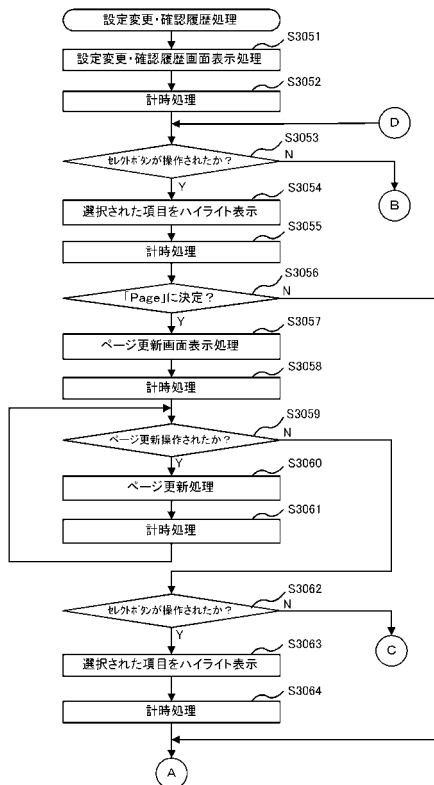 設定変更・確認履歴処理
S3051
設定変更・確認履歴画面表示処理
S3052
計時処理
D
S3053
セレクトボタンが操作されたか？
N
Y
B
S3054
選択された項目をハイライト表示
S3055
計時処理
S3056
「Page」に決定？
N
Y
S3057
ページ更新画面表示処理
S3058
計時処理
S3059
ページ更新操作されたか？
N
Y
S3060
ページ更新処理
S3061
計時処理
S3062
セレクトボタンが操作されたか？
N
Y
C
S3063
選択された項目をハイライト表示
S3064
計時処理
A